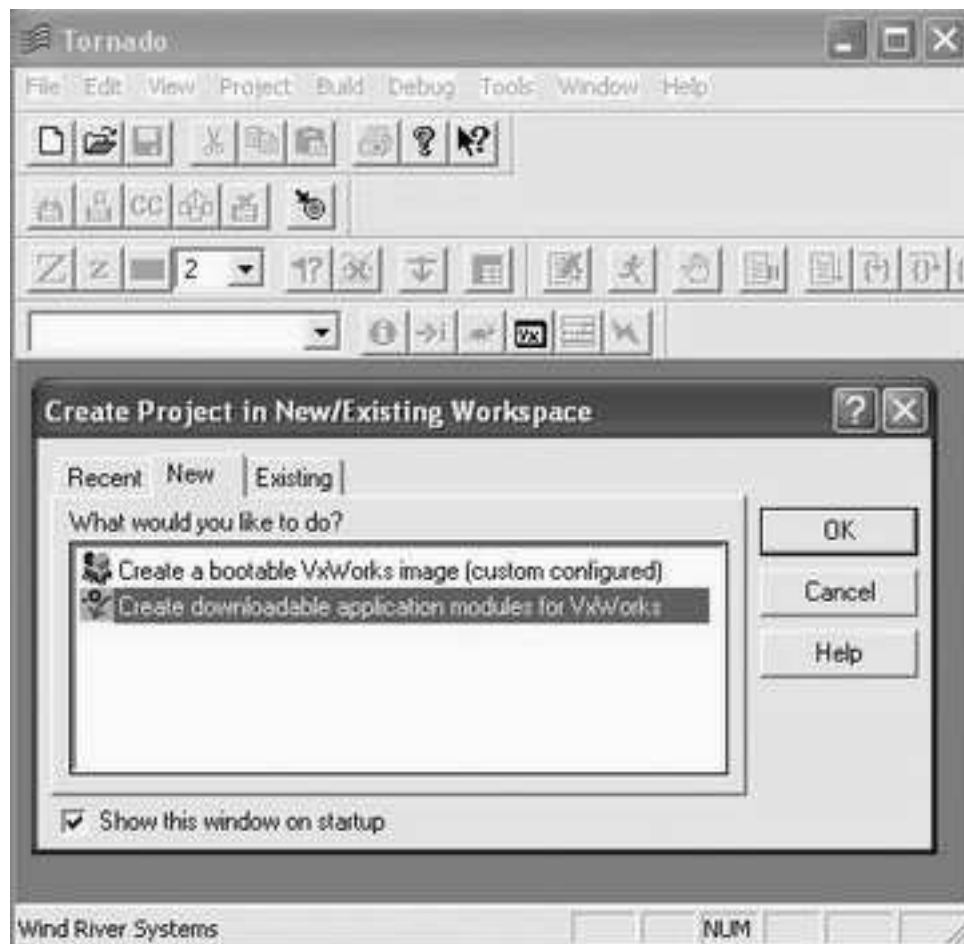 Tornado
File Edit View Project Build Debug Tools Window Help
CC
2
Vx
Create Project in New/Existing Workspace
Recent New Existing
What would you like to do?
Create a bootable VxWorks image (custom configured)
Create downloadable application modules for VxWorks
OK
Cancel
Help
Show this window on startup
Wind River Systems NUM